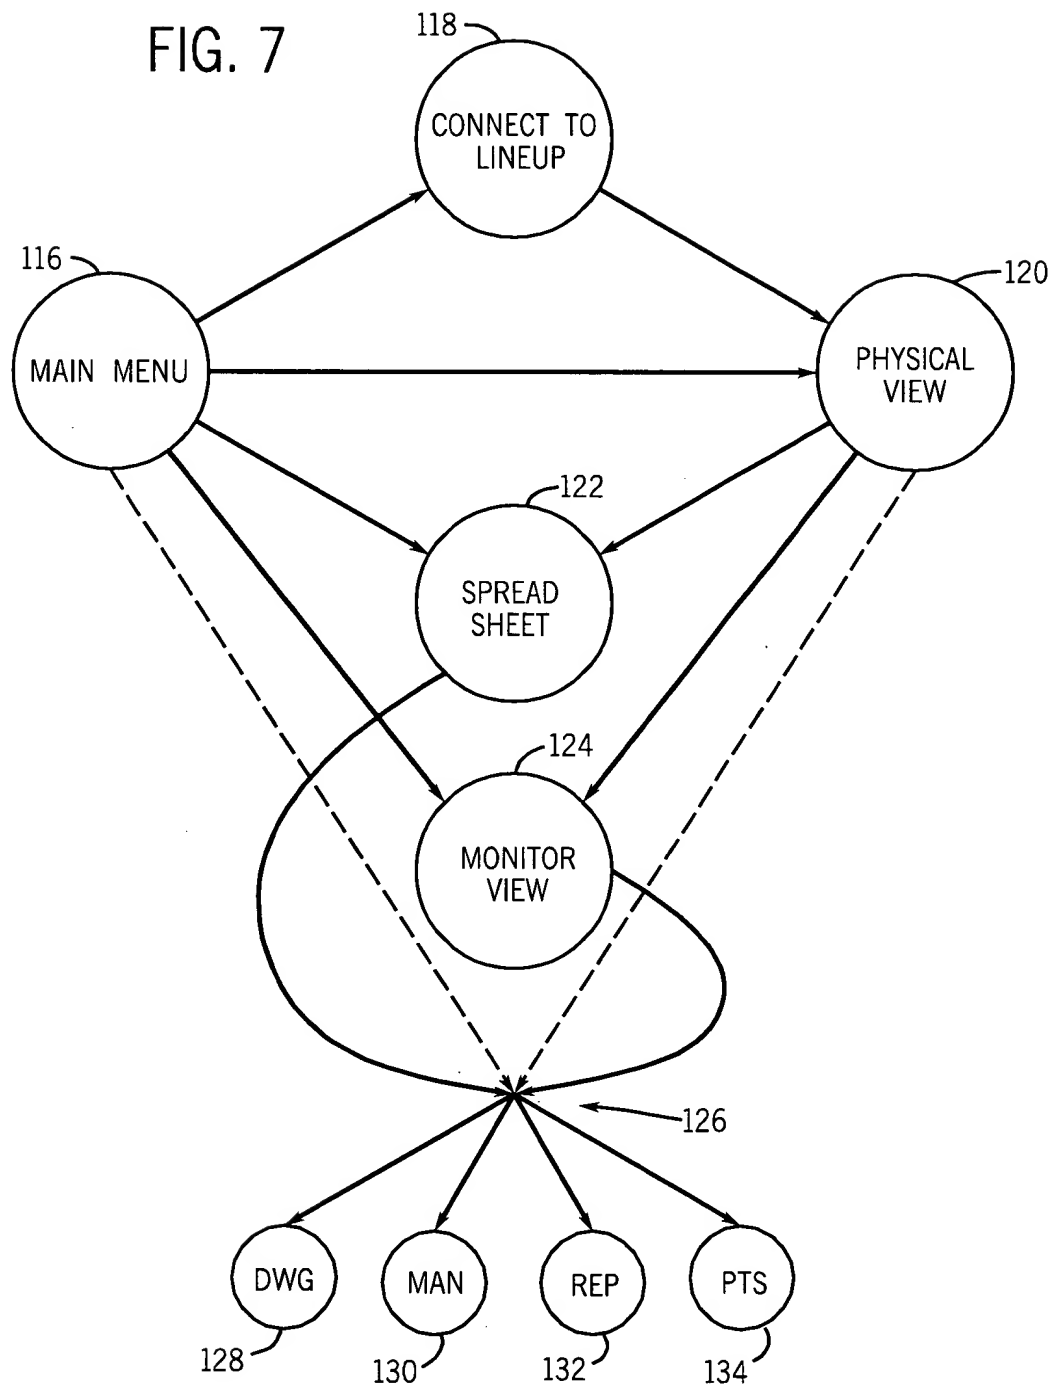 FIG. 7
118
CONNECT TO
LINEUP
116
MAIN MENU
120
PHYSICAL
VIEW
122
SPREAD
SHEET
124
MONITOR
VIEW
126
DWG
MAN
REP
PTS
128
130
132
134